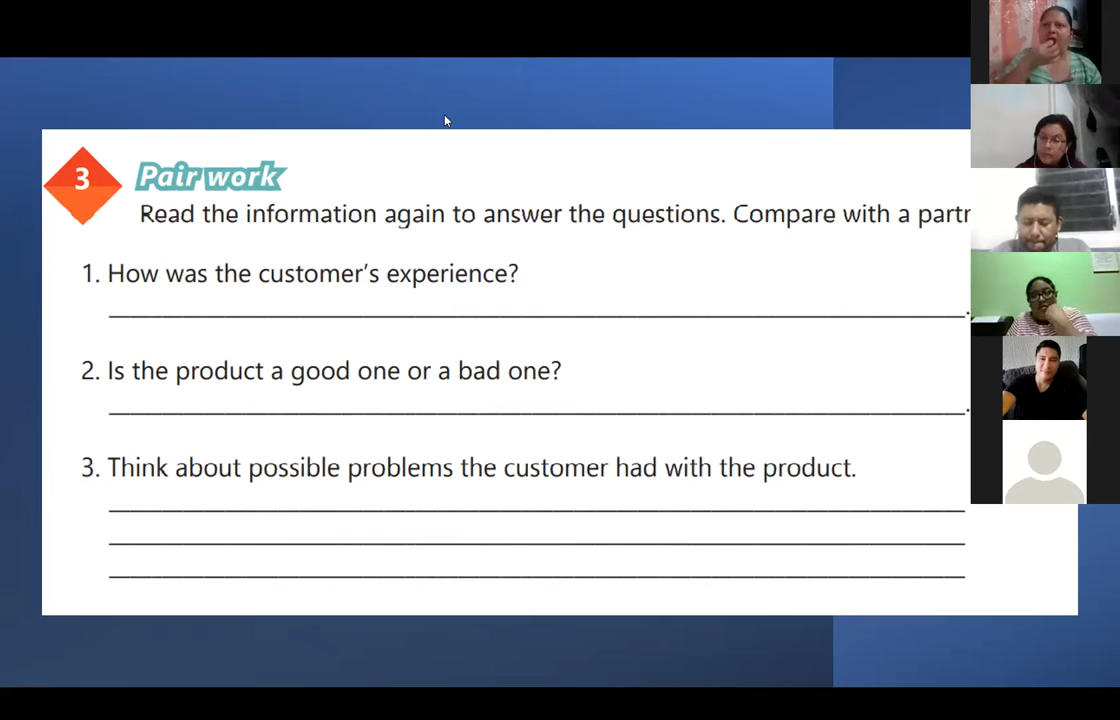 3
Pair work
Read the information again to answer the questions. Compare with a partn
1. How was the customer's experience?
2. Is the product a good one or a bad one?
3. Think about possible problems the customer had with the product.